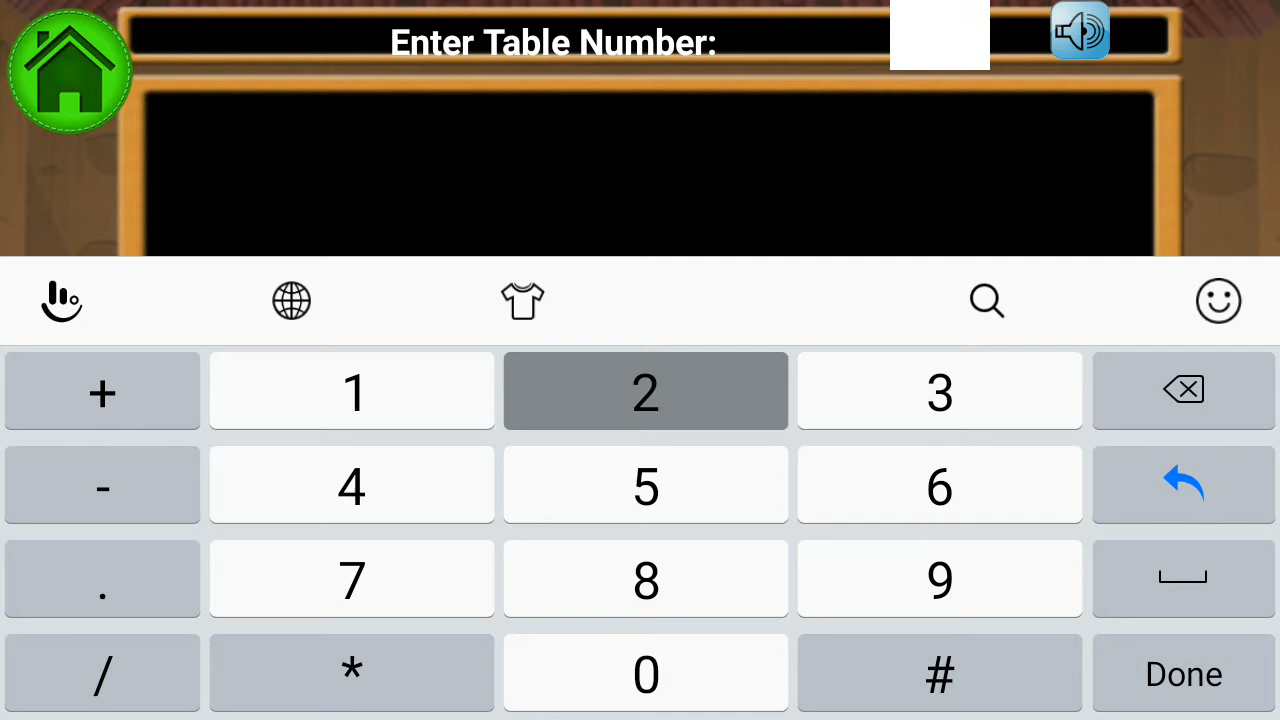 Enter Table Number:
+ 1 2 3
- 4 5 6
. 7 8 9
/ * 0 # Done